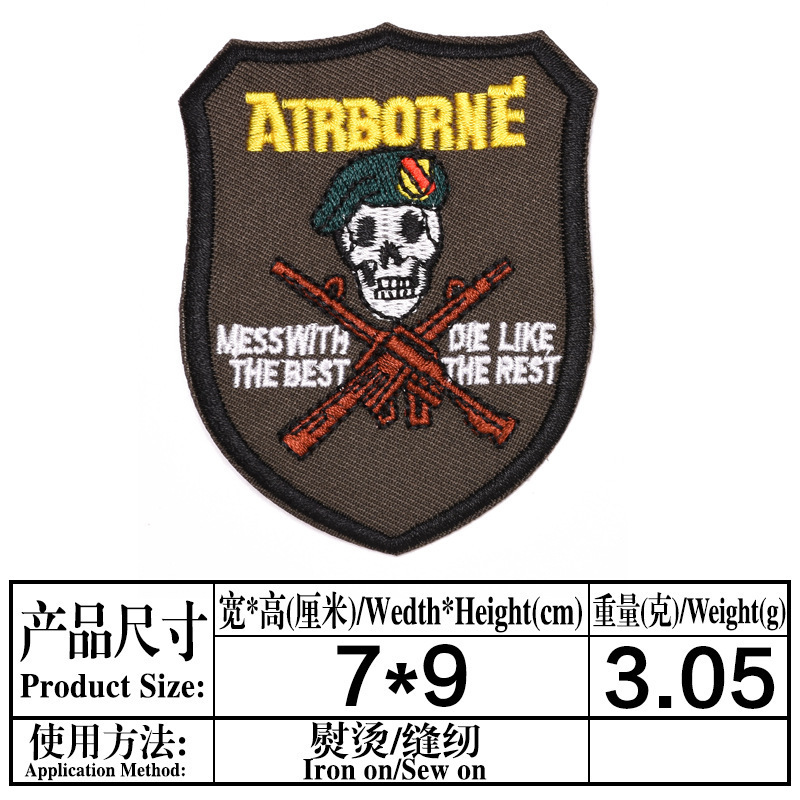 AIRBORNE
MESS WITH
THE BEST
DIE LIKE
THE REST
产品尺寸
Product Size:
宽*高(厘米)/Wedth*Height(cm)
7*9
重量(克)/Weight(g)
3.05
使用方法:
Application Method:
熨烫/缝纫
Iron on/Sew on